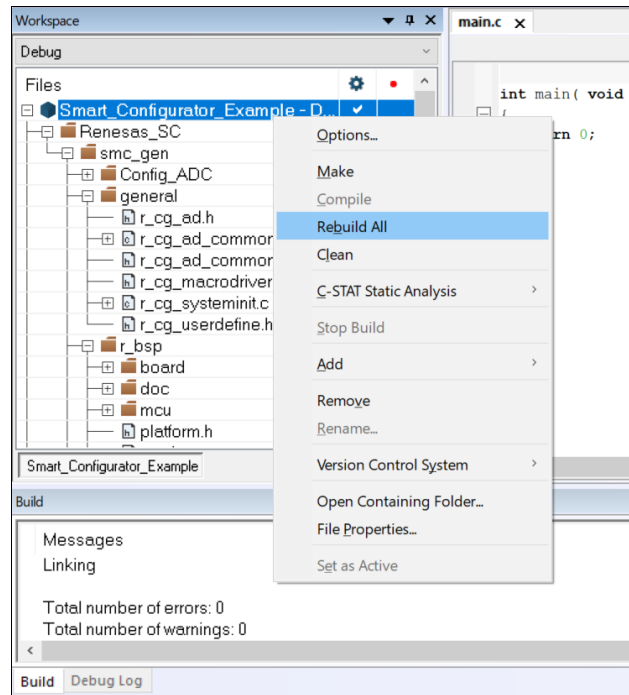 Workspace
main.c
Debug
Files
Smart_Configurator_Example - D...
int main( void
Renesas_SC
rn 0;
smc_gen
Config_ADC
general
r_cg_ad.h
r_cg_ad_common
r_cg_ad_common
r_cg_macrodriver
r_cg_systeminit.c
r_cg_userdefine.h
r_bsp
board
doc
mcu
platform.h
Smart_Configurator_Example
Options...
Make
Compile
Rebuild All
Clean
C-STAT Static Analysis
Stop Build
Add
Remove
Rename...
Version Control System
Open Containing Folder...
File Properties...
Set as Active
Build
Messages
Linking
Total number of errors: 0
Total number of warnings: 0
Build
Debug Log